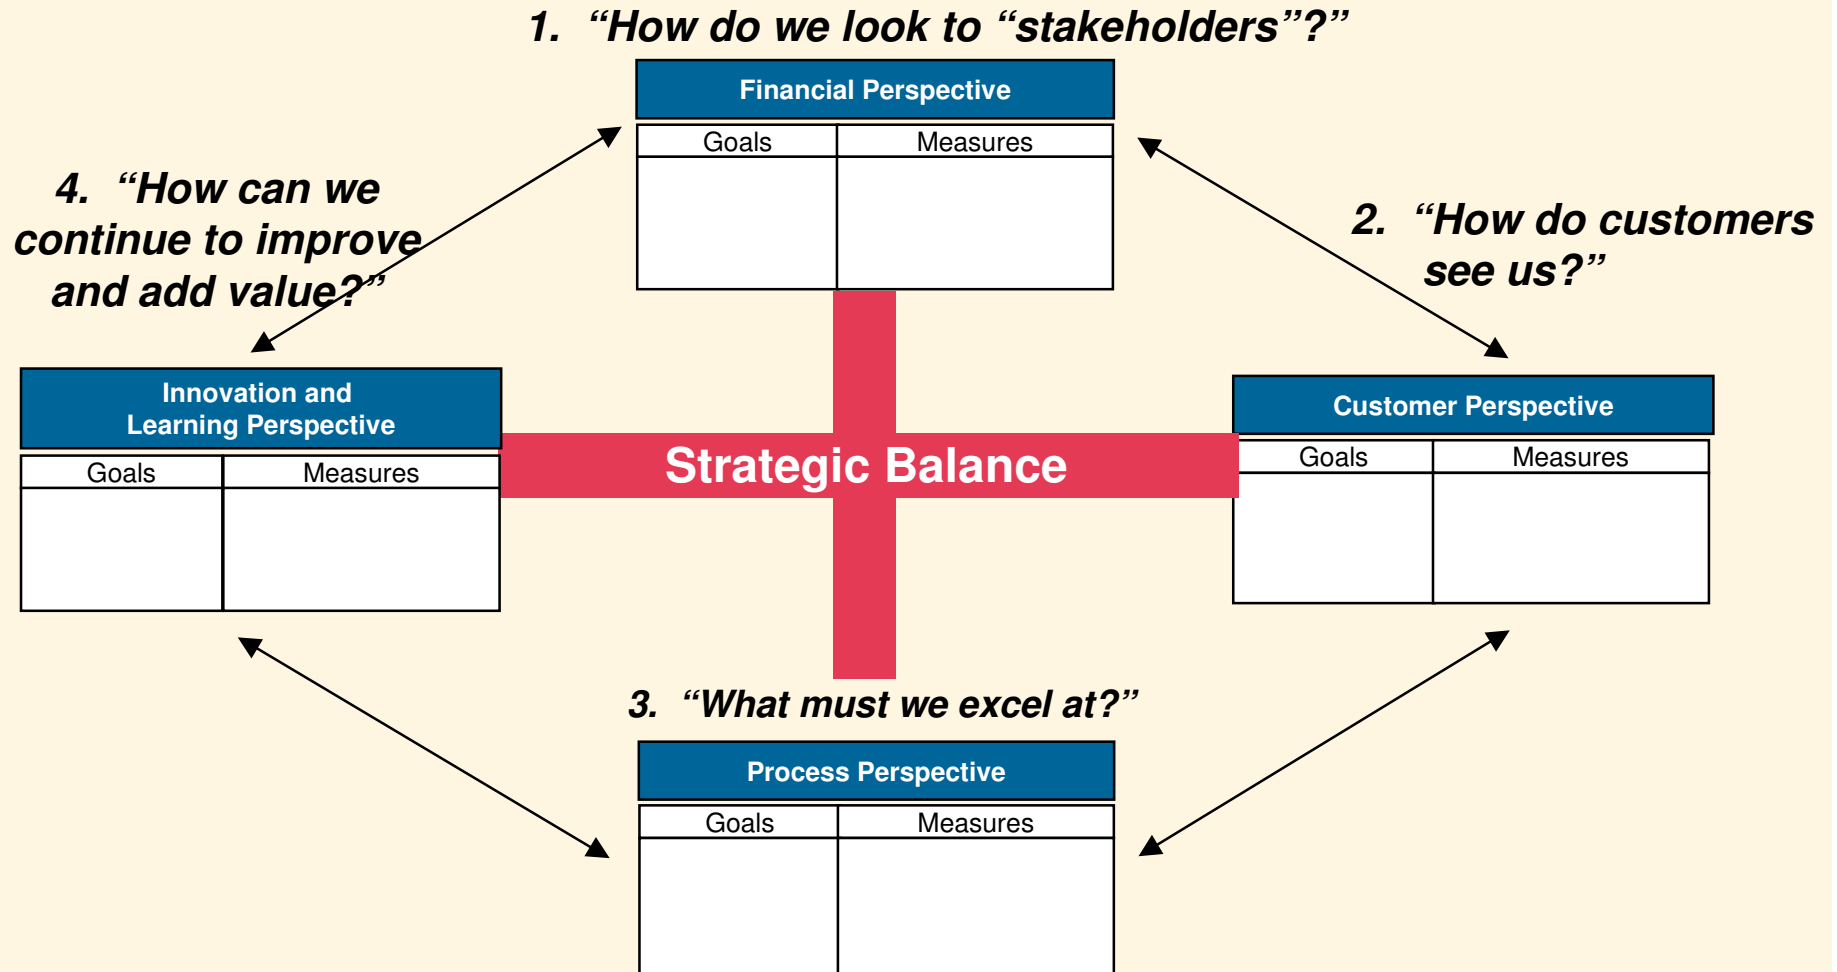 1. “How do we look to “stakeholders”?”
Financial Perspective
Goals Measures
4. “How can we
continue to improve
and add value?”
2. “How do customers
see us?”
Innovation and
Learning Perspective
Goals Measures
Customer Perspective
Goals Measures
Strategic Balance
3. “What must we excel at?”
Process Perspective
Goals Measures